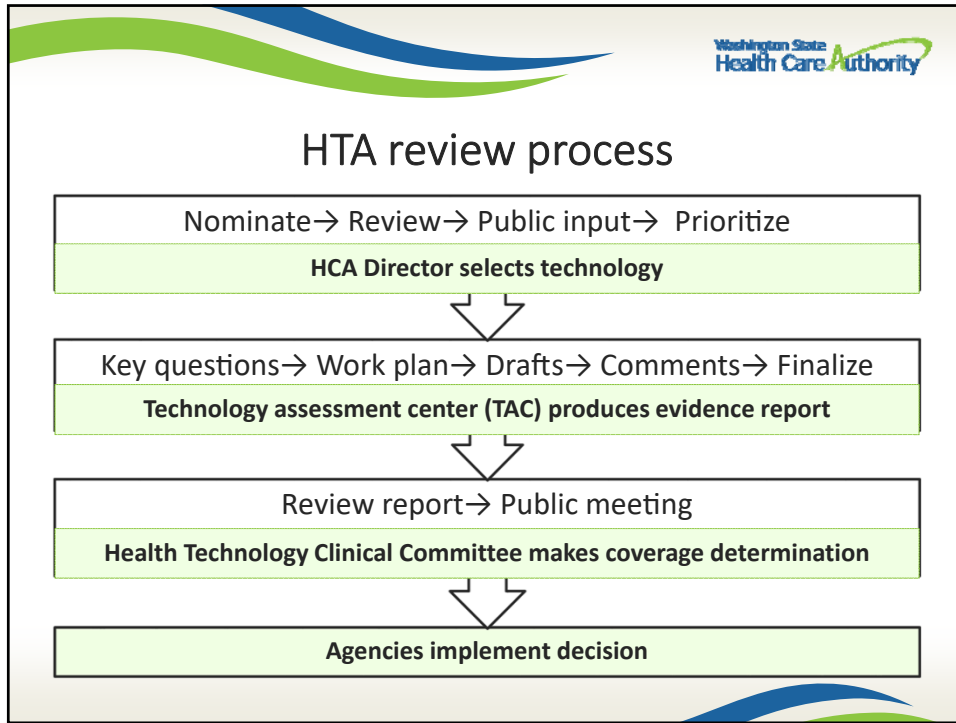 Washington State
Health Care Authority
HTA review process
Nominate→ Review→ Public input→ Prioritize
HCA Director selects technology
Key questions→ Work plan→ Drafts→ Comments→ Finalize
Technology assessment center (TAC) produces evidence report
Review report→ Public meeting
Health Technology Clinical Committee makes coverage determination
Agencies implement decision